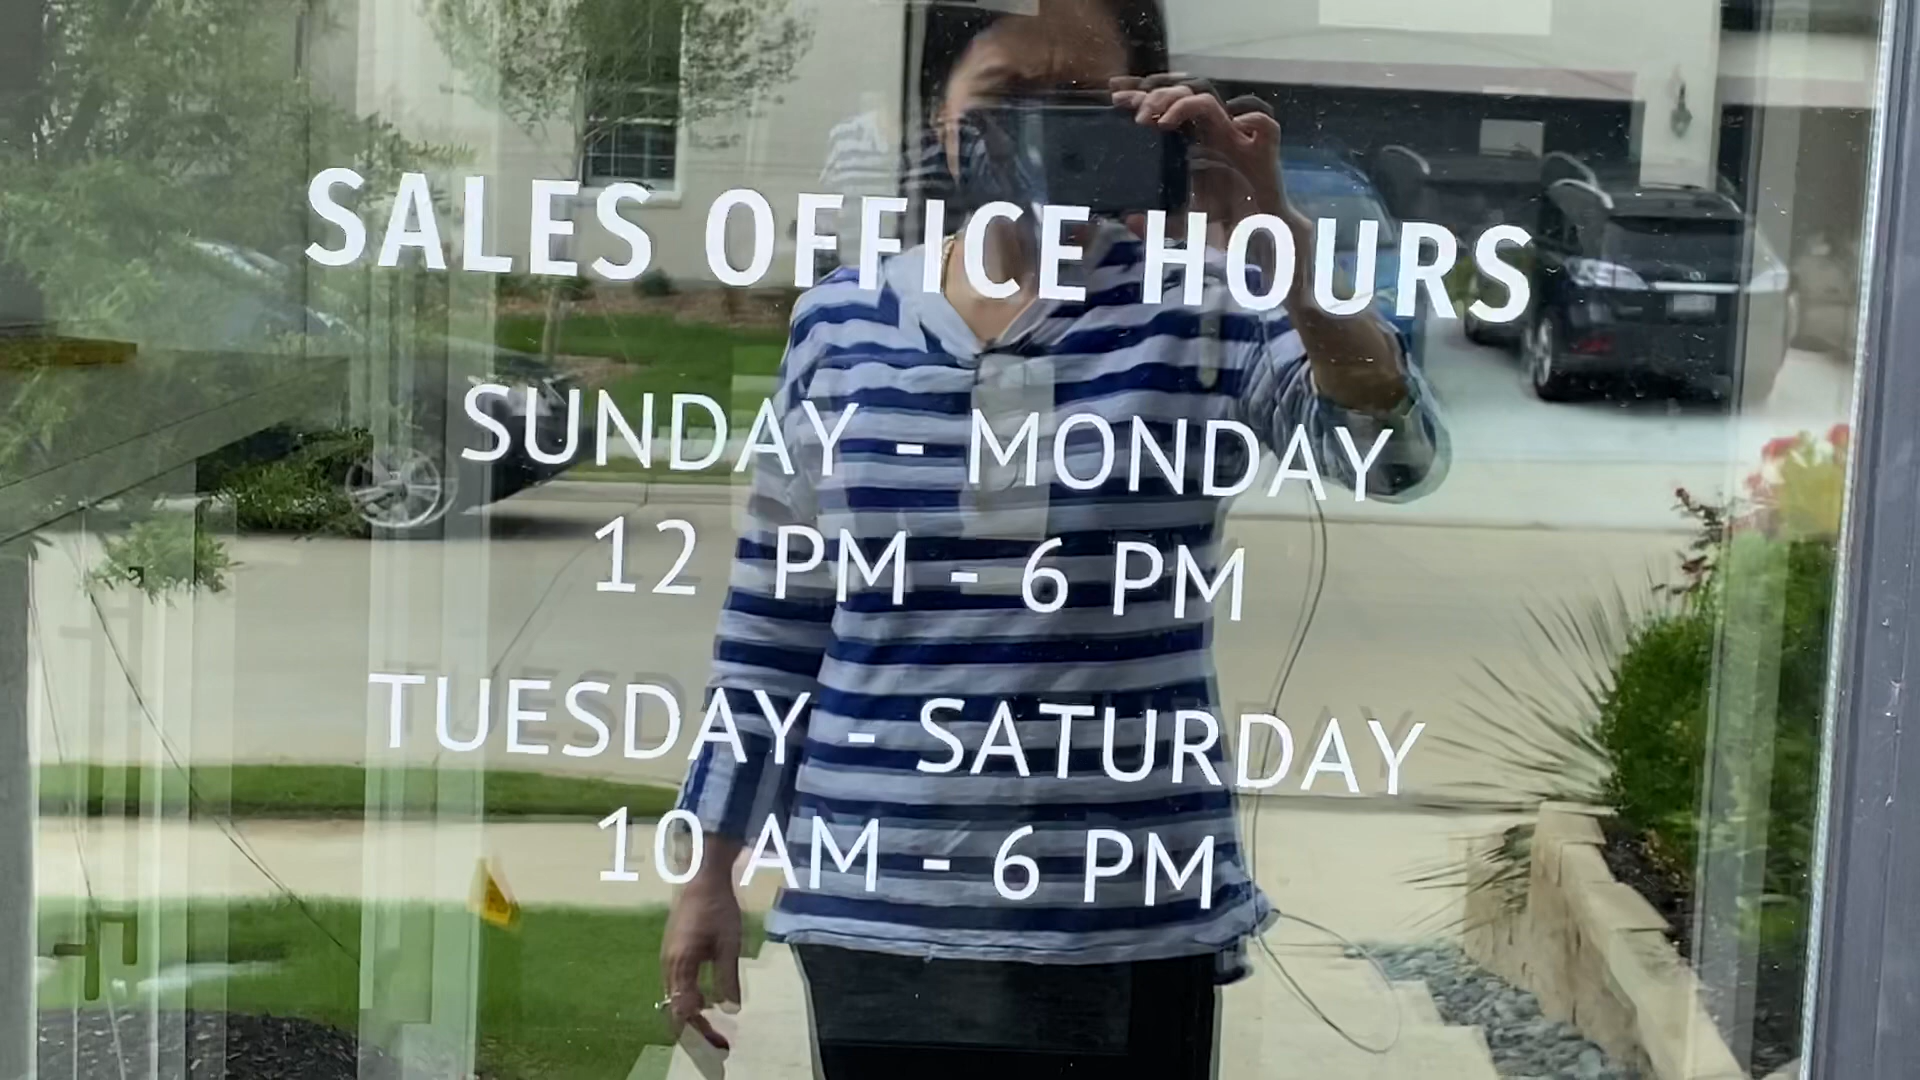 SALES OFFICE HOURS
SUNDAY - MONDAY
12 PM - 6 PM
TUESDAY - SATURDAY
10 AM - 6 PM